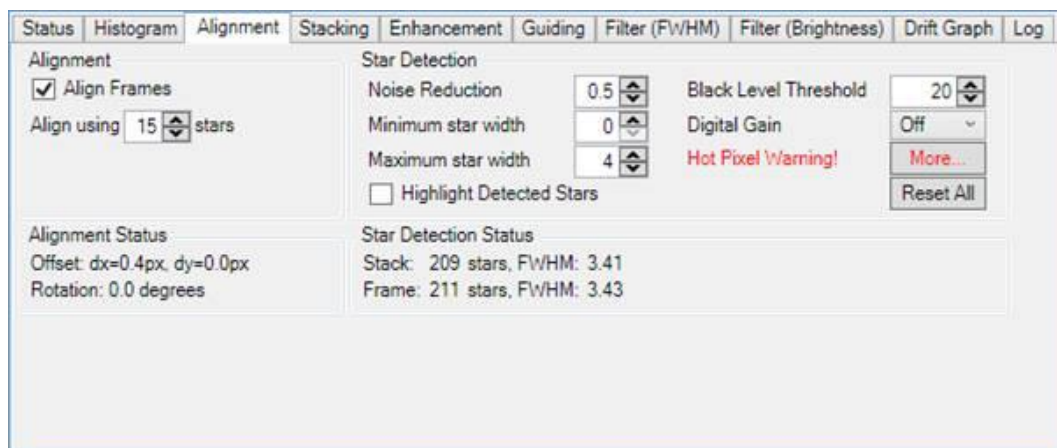 Status Histogram Alignment Stacking Enhancement Guiding Filter (FWHM) Filter (Brightness) Drift Graph Log
Alignment
Align Frames
Align using 15 stars
Star Detection
Noise Reduction 0.5
Minimum star width 0
Maximum star width 4
Highlight Detected Stars
Black Level Threshold 20
Digital Gain Off
Hot Pixel Warning! More...
Reset All
Alignment Status
Offset: dx=0.4px, dy=0.0px
Rotation: 0.0 degrees
Star Detection Status
Stack: 209 stars, FWHM: 3.41
Frame: 211 stars, FWHM: 3.43